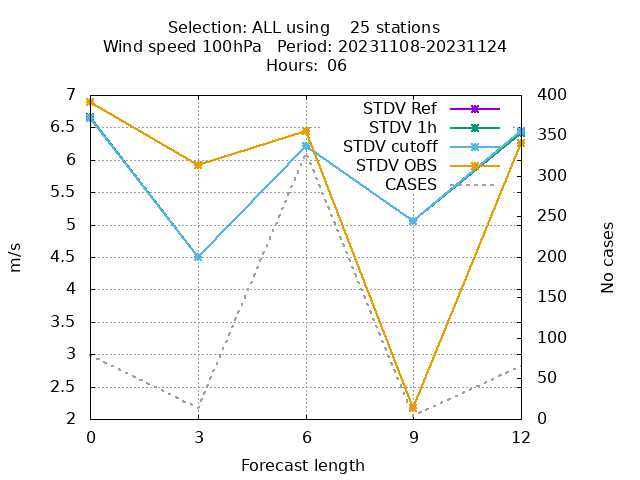 Selection: ALL using    25 stations
Wind speed 100hPa   Period: 20231108-20231124
Hours: 06
7
6.5
6
5.5
5
4.5
4
3.5
3
2.5
2
400
350
300
250
200
150
100
50
0
STDV Ref
STDV 1h
STDV cutoff
STDV OBS
CASES
m/s
No cases
0 3 6 9 12
Forecast length